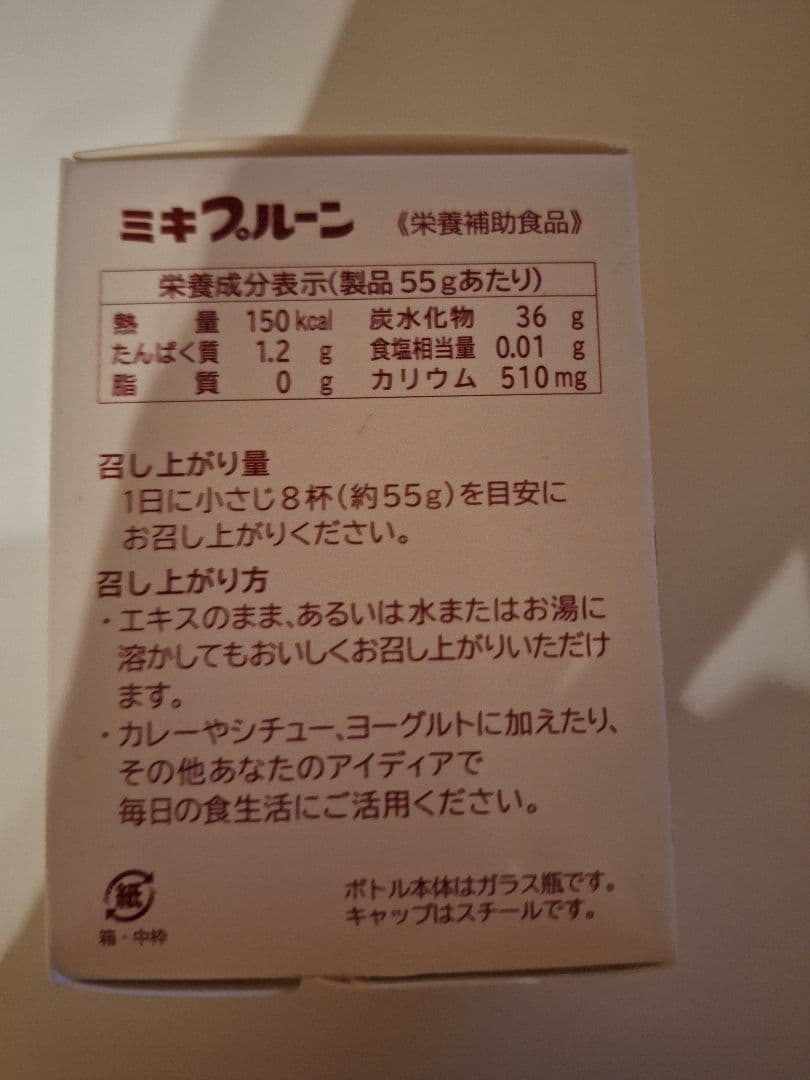 ミキプルーン 《栄養補助食品》
栄養成分表示(製品55gあたり)
熱量 150kcal 炭水化物 36 g
たんぱく質 1.2 g 食塩相当量 0.01 g
脂質 0 g カリウム 510mg
召し上がり量
1日に小さじ8杯(約55g)を目安に
お召し上がりください。
召し上がり方
・エキスのまま、あるいは水またはお湯に
溶かしてもおいしくお召し上がりいただけ
ます。
・カレーやシチュー、ヨーグルトに加えたり、
その他あなたのアイディアで
毎日の食生活にご活用ください。
紙
箱・中枠
ボトル本体はガラス瓶です。
キャップはスチールです。